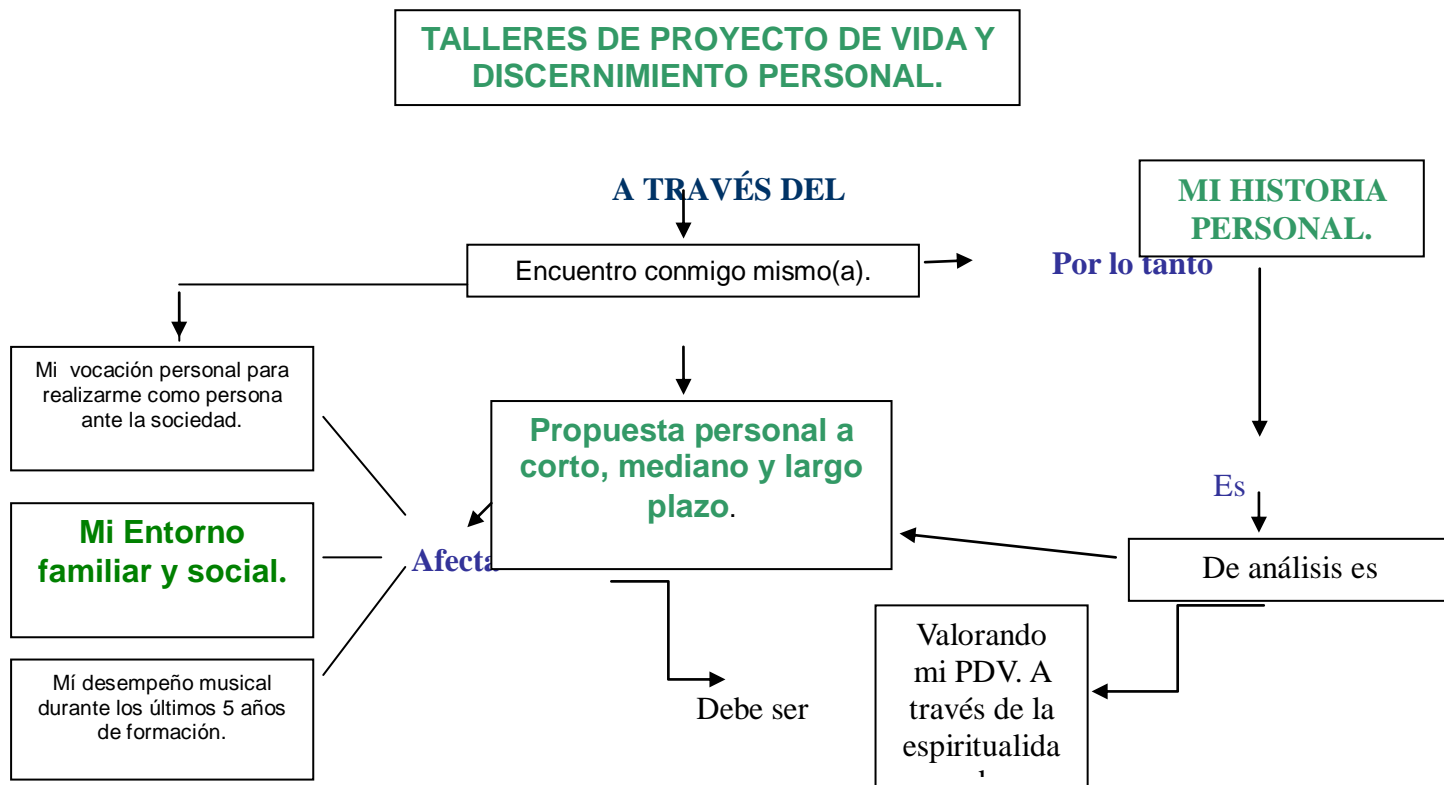 TALLERES DE PROYECTO DE VIDA Y
DISCERNIMIENTO PERSONAL.
A TRAVÉS DEL
MI HISTORIA
PERSONAL.
Encuentro conmigo mismo(a).
Por lo tanto
Mi vocación personal para
realizarme como persona
ante la sociedad.
Propuesta personal a
corto, mediano y largo
plazo.
Es
Mi Entorno
familiar y social.
Afecta
De análisis es
Valorando
mi PDV. A
través de la
espiritualida
Mí desempeño musical
durante los últimos 5 años
de formación.
Debe ser